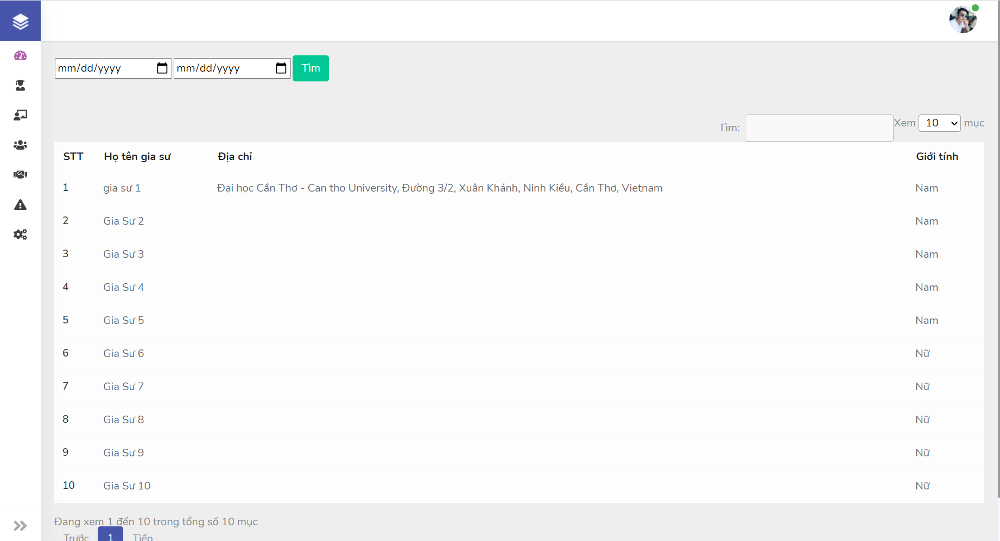 mm/dd/yyyy mm/dd/yyyy Tìm
Tìm: Xem 10 mục
STT Họ tên gia sư Địa chỉ Giới tính
1 gia sư 1 Đại học Cần Thơ - Can tho University, Đường 3/2, Xuân Khánh, Ninh Kiều, Cần Thơ, Vietnam Nam
2 Gia Sư 2 Nam
3 Gia Sư 3 Nam
4 Gia Sư 4 Nam
5 Gia Sư 5 Nam
6 Gia Sư 6 Nữ
7 Gia Sư 7 Nữ
8 Gia Sư 8 Nữ
9 Gia Sư 9 Nữ
10 Gia Sư 10 Nữ
Đang xem 1 đến 10 trong tổng số 10 mục
Trước 1 Tiếp